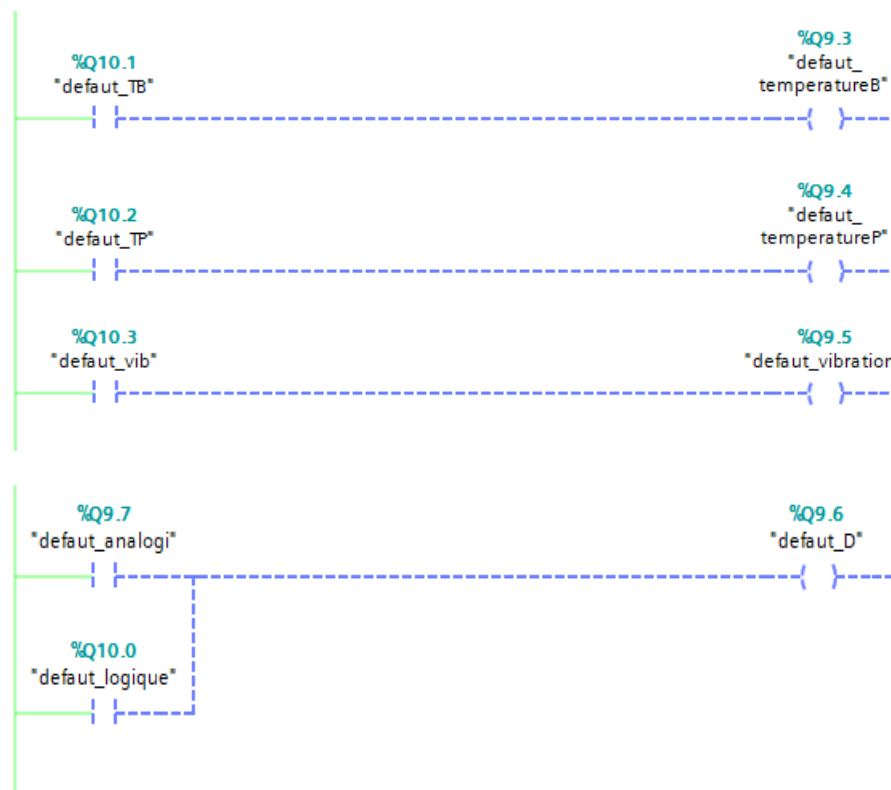 %Q10.1
"defaut_TB"
%Q9.3
"defaut_
temperatureB"
%Q10.2
"defaut_TP"
%Q9.4
"defaut_
temperatureP"
%Q10.3
"defaut_vib"
%Q9.5
"defaut_vibration
%Q9.7
"defaut_analogi"
%Q9.6
"defaut_D"
%Q10.0
"defaut_logique"